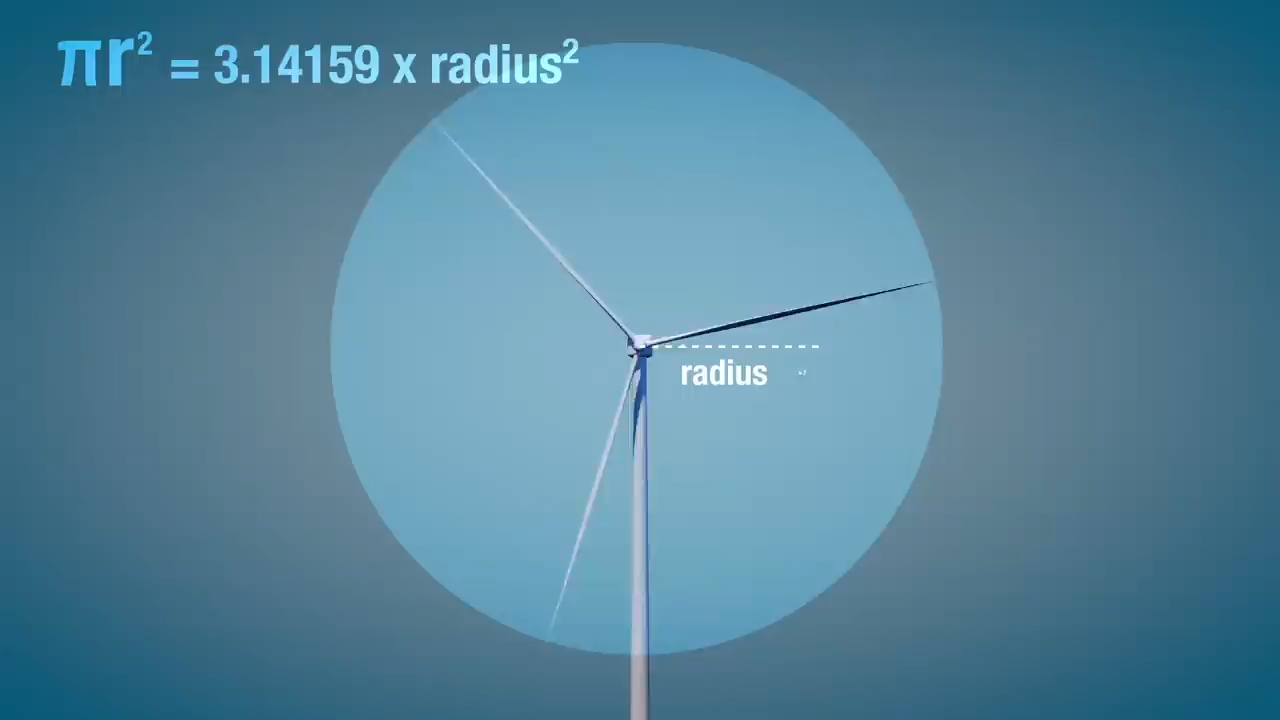 πr² = 3.14159 x radius²
radius